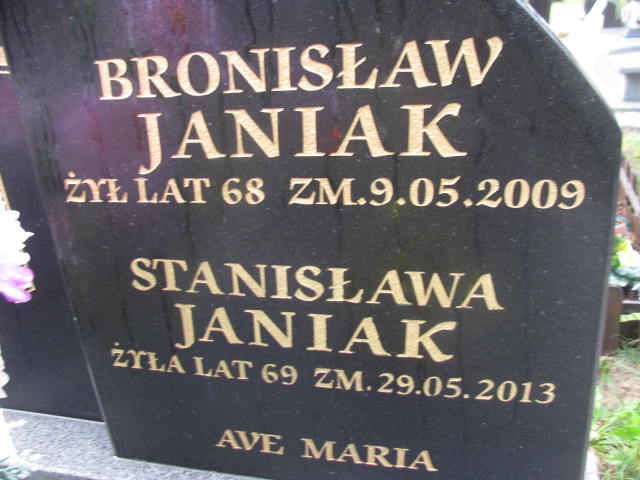 BRONISŁAW
JANIAK
ŻYŁ LAT 68 ZM.9.05.2009
STANISŁAWA
JANIAK
ŻYŁA LAT 69 ZM.29.05.2013
AVE MARIA